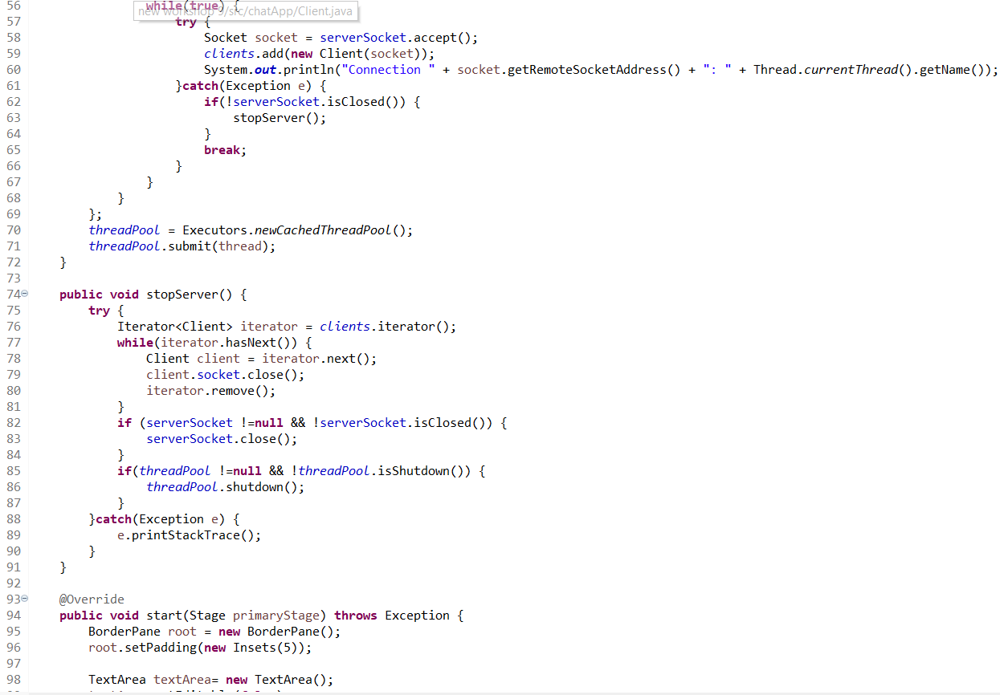 56 while(true) {
new workshop 9/src/chatApp/Client.java
57 try {
58 Socket socket = serverSocket.accept();
59 clients.add(new Client(socket));
60 System.out.println("Connection " + socket.getRemoteSocketAddress() + ": " + Thread.currentThread().getName());
61 }catch(Exception e) {
62 if(!serverSocket.isClosed()) {
63 stopServer();
64 }
65 break;
66 }
67 }
68 }
69 };
70 threadPool = Executors.newCachedThreadPool();
71 threadPool.submit(thread);
72 }
73
74 public void stopServer() {
75 try {
76 Iterator<Client> iterator = clients.iterator();
77 while(iterator.hasNext()) {
78 Client client = iterator.next();
79 client.socket.close();
80 iterator.remove();
81 }
82 if (serverSocket !=null && !serverSocket.isClosed()) {
83 serverSocket.close();
84 }
85 if(threadPool !=null && !threadPool.isShutdown()) {
86 threadPool.shutdown();
87 }
88 }catch(Exception e) {
89 e.printStackTrace();
90 }
91 }
92
93 @Override
94 public void start(Stage primaryStage) throws Exception {
95 BorderPane root = new BorderPane();
96 root.setPadding(new Insets(5));
97
98 TextArea textArea= new TextArea();